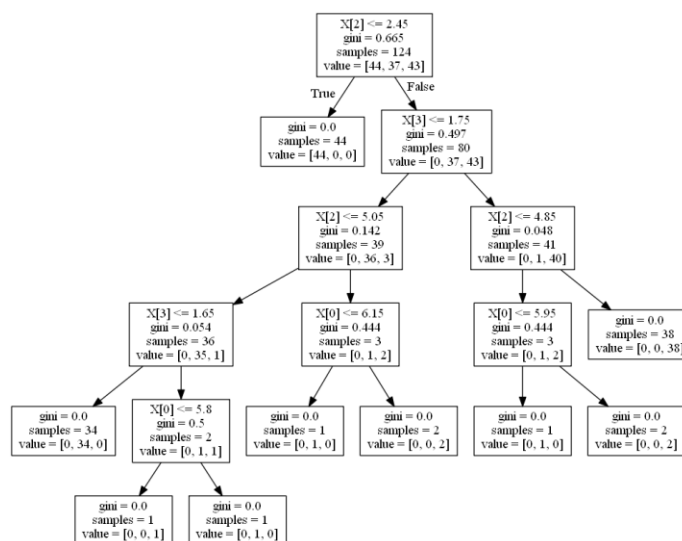 X[2] <= 2.45
gini = 0.665
samples = 124
value = [44, 37, 43]
True
False
gini = 0.0
samples = 44
value = [44, 0, 0]
X[3] <= 1.75
gini = 0.497
samples = 80
value = [0, 37, 43]
X[2] <= 5.05
gini = 0.142
samples = 39
value = [0, 36, 3]
X[2] <= 4.85
gini = 0.048
samples = 41
value = [0, 1, 40]
X[3] <= 1.65
gini = 0.054
samples = 36
value = [0, 35, 1]
X[0] <= 6.15
gini = 0.444
samples = 3
value = [0, 1, 2]
X[0] <= 5.95
gini = 0.444
samples = 3
value = [0, 1, 2]
gini = 0.0
samples = 38
value = [0, 0, 38]
gini = 0.0
samples = 34
value = [0, 34, 0]
X[0] <= 5.8
gini = 0.5
samples = 2
value = [0, 1, 1]
gini = 0.0
samples = 1
value = [0, 1, 0]
gini = 0.0
samples = 2
value = [0, 0, 2]
gini = 0.0
samples = 1
value = [0, 1, 0]
gini = 0.0
samples = 2
value = [0, 0, 2]
gini = 0.0
samples = 1
value = [0, 0, 1]
gini = 0.0
samples = 1
value = [0, 1, 0]